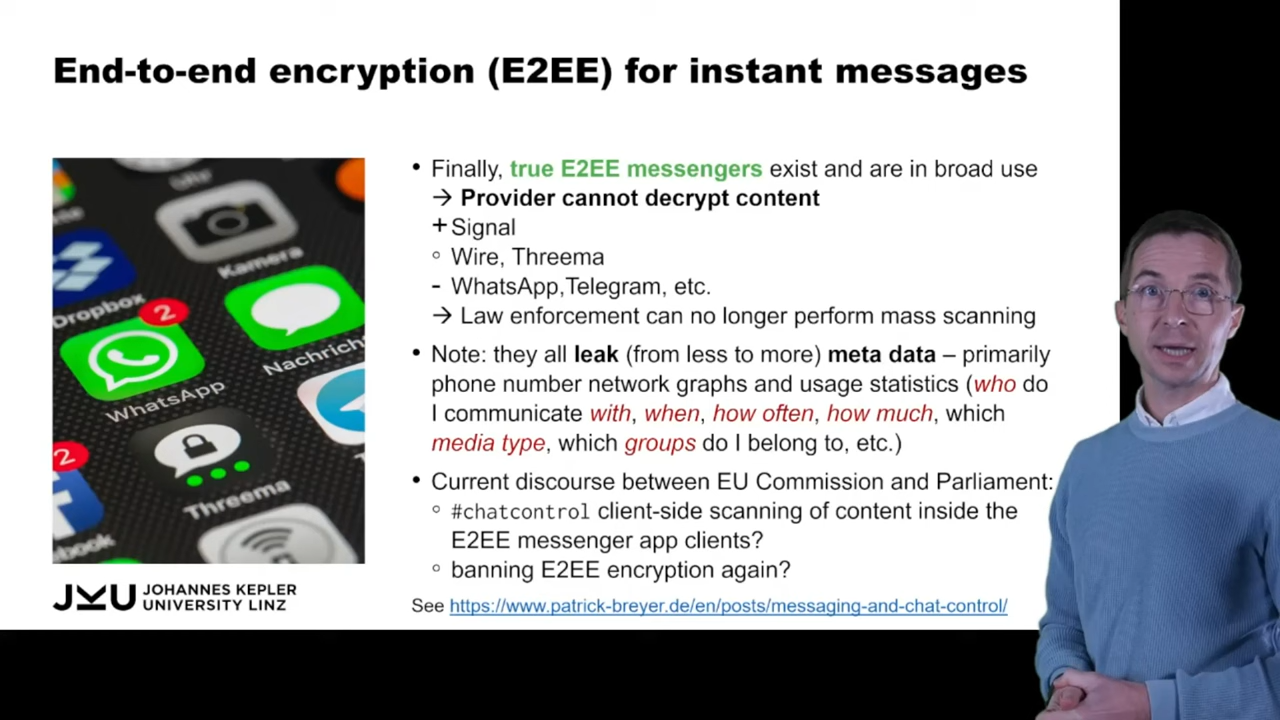 End-to-end encryption (E2EE) for instant messages
Uhr
Kamera
Dropbox
2
WhatsApp
Nachrich
Threema
2
book
JKU JOHANNES KEPLER
UNIVERSITY LINZ
• Finally, true E2EE messengers exist and are in broad use
→ Provider cannot decrypt content
+ Signal
◦ Wire, Threema
- WhatsApp,Telegram, etc.
→ Law enforcement can no longer perform mass scanning
• Note: they all leak (from less to more) meta data – primarily
phone number network graphs and usage statistics (who do
I communicate with, when, how often, how much, which
media type, which groups do I belong to, etc.)
• Current discourse between EU Commission and Parliament:
◦ #chatcontrol client-side scanning of content inside the
E2EE messenger app clients?
◦ banning E2EE encryption again?
See https://www.patrick-breyer.de/en/posts/messaging-and-chat-control/